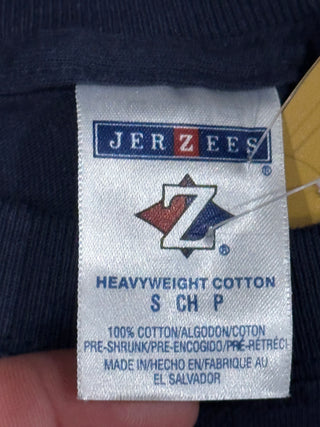 JERZEES
®
Z
®
HEAVYWEIGHT COTTON
S CH P
100% COTTON/ALGODON/COTON
PRE-SHRUNK/PRE-ENCOGIDO/PRÉ-RÉTRÉCI
MADE IN/HECHO EN/FABRIQUE AU
EL SALVADOR